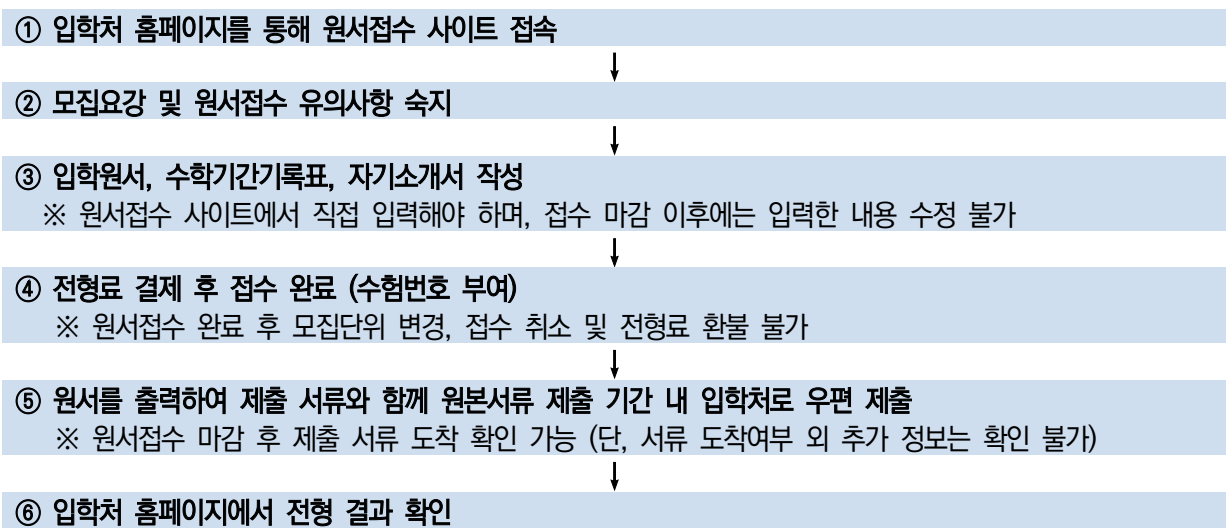 ① 입학처 홈페이지를 통해 원서접수 사이트 접속
↓
② 모집요강 및 원서접수 유의사항 숙지
↓
③ 입학원서, 수학기간기록표, 자기소개서 작성
※ 원서접수 사이트에서 직접 입력해야 하며, 접수 마감 이후에는 입력한 내용 수정 불가
↓
④ 전형료 결제 후 접수 완료 (수험번호 부여)
※ 원서접수 완료 후 모집단위 변경, 접수 취소 및 전형료 환불 불가
↓
⑤ 원서를 출력하여 제출 서류와 함께 원본서류 제출 기간 내 입학처로 우편 제출
※ 원서접수 마감 후 제출 서류 도착 확인 가능 (단, 서류 도착여부 외 추가 정보는 확인 불가)
↓
⑥ 입학처 홈페이지에서 전형 결과 확인